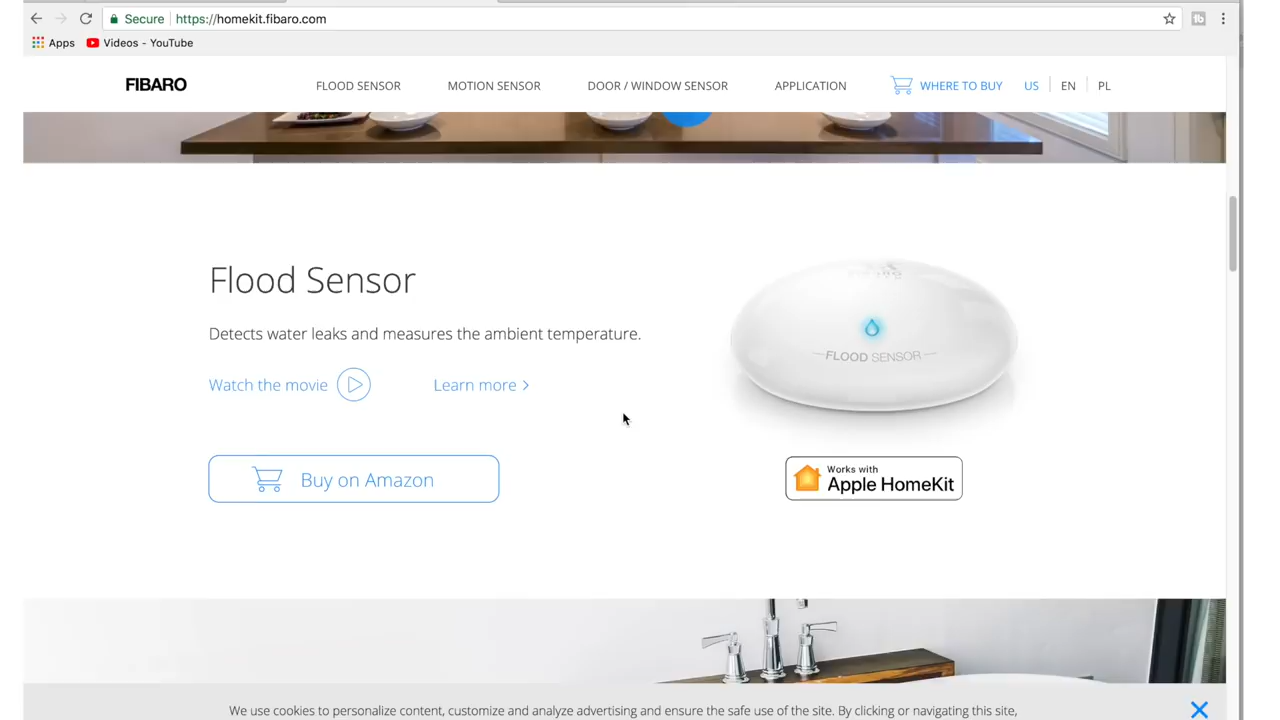 Secure https://homekit.fibaro.com
Apps Videos - YouTube
FIBARO FLOOD SENSOR MOTION SENSOR DOOR / WINDOW SENSOR APPLICATION WHERE TO BUY US EN PL
Flood Sensor
Detects water leaks and measures the ambient temperature.
Watch the movie Learn more >
Buy on Amazon
FLOOD SENSOR
Works with
Apple HomeKit
We use cookies to personalize content, customize and analyze advertising and ensure the safe use of the site. By clicking or navigating this site,